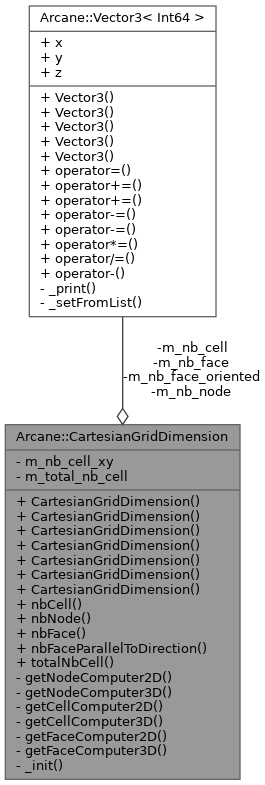 Arcane::Vector3< Int64 >
+ x
+ y
+ z
+ Vector3()
+ Vector3()
+ Vector3()
+ Vector3()
+ Vector3()
+ operator=()
+ operator+=()
+ operator+=()
+ operator-=()
+ operator-=()
+ operator*=()
+ operator/=()
+ operator-()
- _print()
- _setFromList()
-m_nb_cell
-m_nb_face
-m_nb_face_oriented
-m_nb_node
Arcane::CartesianGridDimension
- m_nb_cell_xy
- m_total_nb_cell
+ CartesianGridDimension()
+ CartesianGridDimension()
+ CartesianGridDimension()
+ CartesianGridDimension()
+ CartesianGridDimension()
+ CartesianGridDimension()
+ CartesianGridDimension()
+ nbCell()
+ nbNode()
+ nbFace()
+ nbFaceParallelToDirection()
+ totalNbCell()
- getNodeComputer2D()
- getNodeComputer3D()
- getCellComputer2D()
- getCellComputer3D()
- getFaceComputer2D()
- getFaceComputer3D()
- _init()